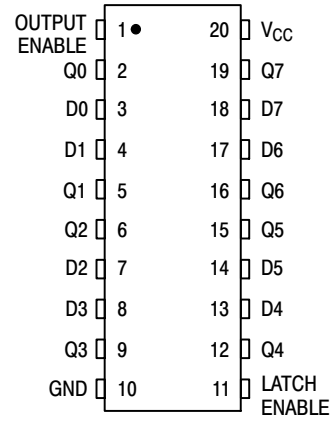 OUTPUT ENABLE 1 20 VCC
Q0 2 19 Q7
D0 3 18 D7
D1 4 17 D6
Q1 5 16 Q6
Q2 6 15 Q5
D2 7 14 D5
D3 8 13 D4
Q3 9 12 Q4
GND 10 11 LATCH ENABLE